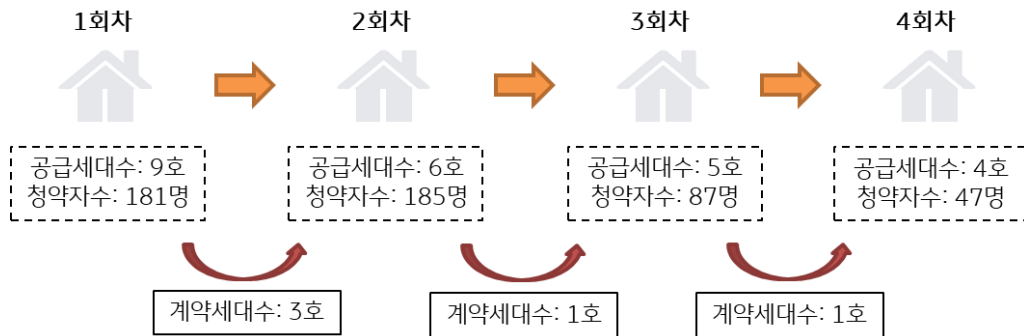 1회차
2회차
3회차
4회차
공급세대수: 9호
청약자수: 181명
공급세대수: 6호
청약자수: 185명
공급세대수: 5호
청약자수: 87명
공급세대수: 4호
청약자수: 47명
계약세대수: 3호
계약세대수: 1호
계약세대수: 1호